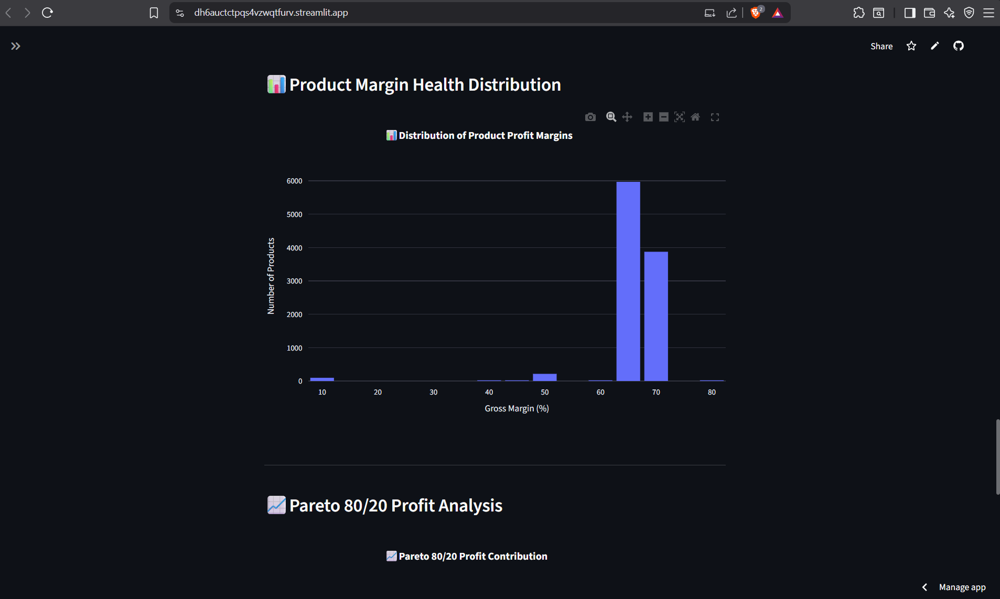 dh6auctctpqs4vzwqtfurv.streamlit.app
2
Share
Product Margin Health Distribution
Distribution of Product Profit Margins
6000
5000
4000
3000
2000
1000
0
Number of Products
10 20 30 40 50 60 70 80
Gross Margin (%)
Pareto 80/20 Profit Analysis
Pareto 80/20 Profit Contribution
Manage app